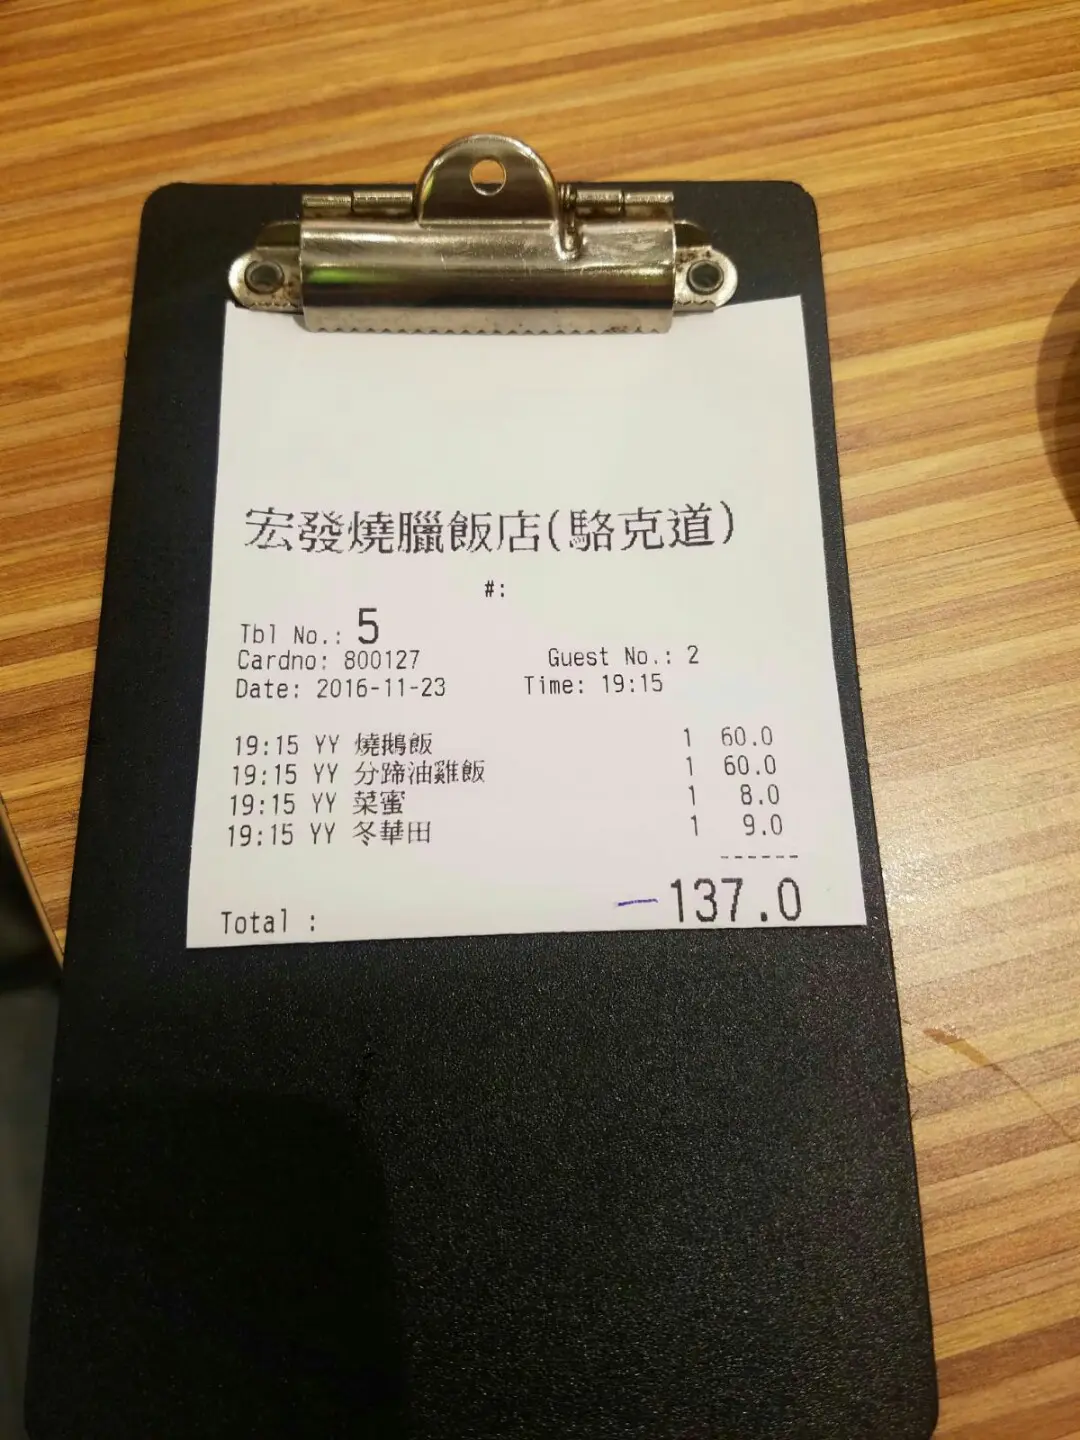 宏發燒臘飯店(駱克道)
#:
Tbl No.: 5
Cardno: 800127 Guest No.: 2
Date: 2016-11-23 Time: 19:15
19:15 YY 燒鵝飯 1 60.0
19:15 YY 分蹄油雞飯 1 60.0
19:15 YY 菜蜜 1 8.0
19:15 YY 冬華田 1 9.0
------
Total : 137.0